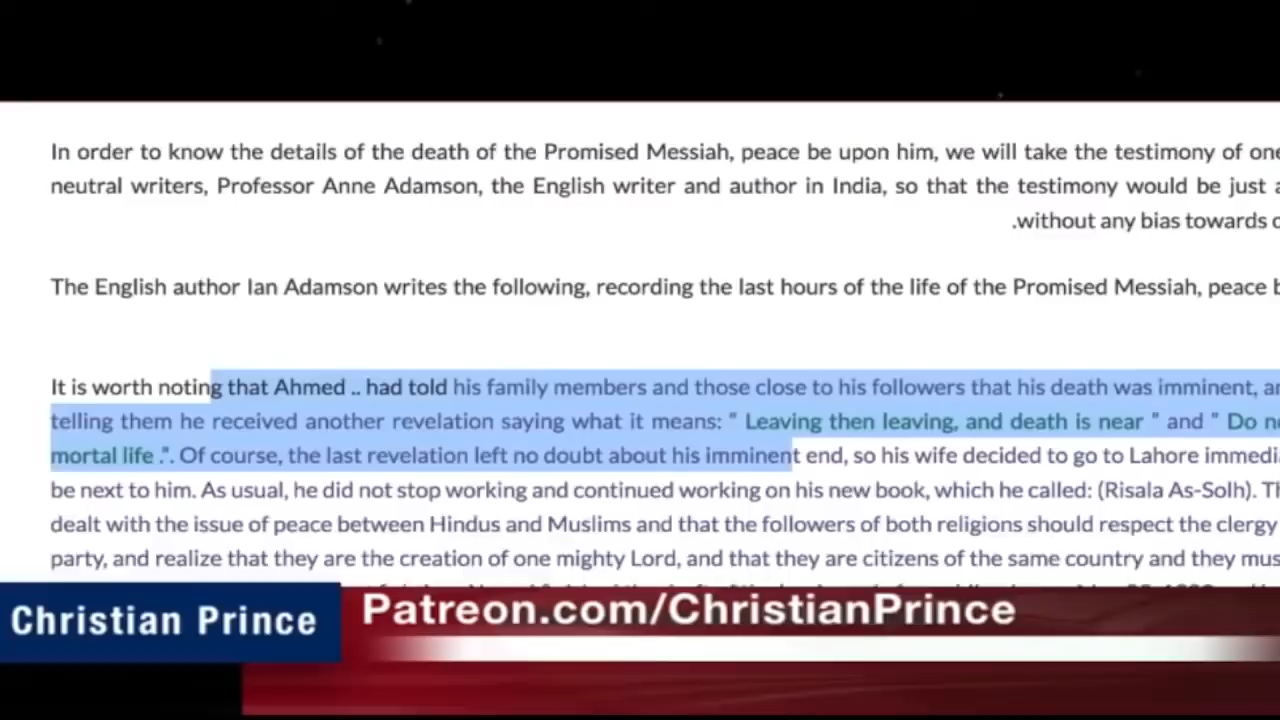 In order to know the details of the death of the Promised Messiah, peace be upon him, we will take the testimony of one
neutral writers, Professor Anne Adamson, the English writer and author in India, so that the testimony would be just
.without any bias towards
The English author Ian Adamson writes the following, recording the last hours of the life of the Promised Messiah, peace
It is worth noting that Ahmed .. had told his family members and those close to his followers that his death was imminent,
telling them he received another revelation saying what it means: " Leaving then leaving, and death is near " and " Do
mortal life .". Of course, the last revelation left no doubt about his imminent end, so his wife decided to go to Lahore
be next to him. As usual, he did not stop working and continued working on his new book, which he called: (Risala As-Solh).
dealt with the issue of peace between Hindus and Muslims and that the followers of both religions should respect the clergy
party, and realize that they are the creation of one mighty Lord, and that they are citizens of the same country and they
Christian Prince
Patreon.com/ChristianPrince